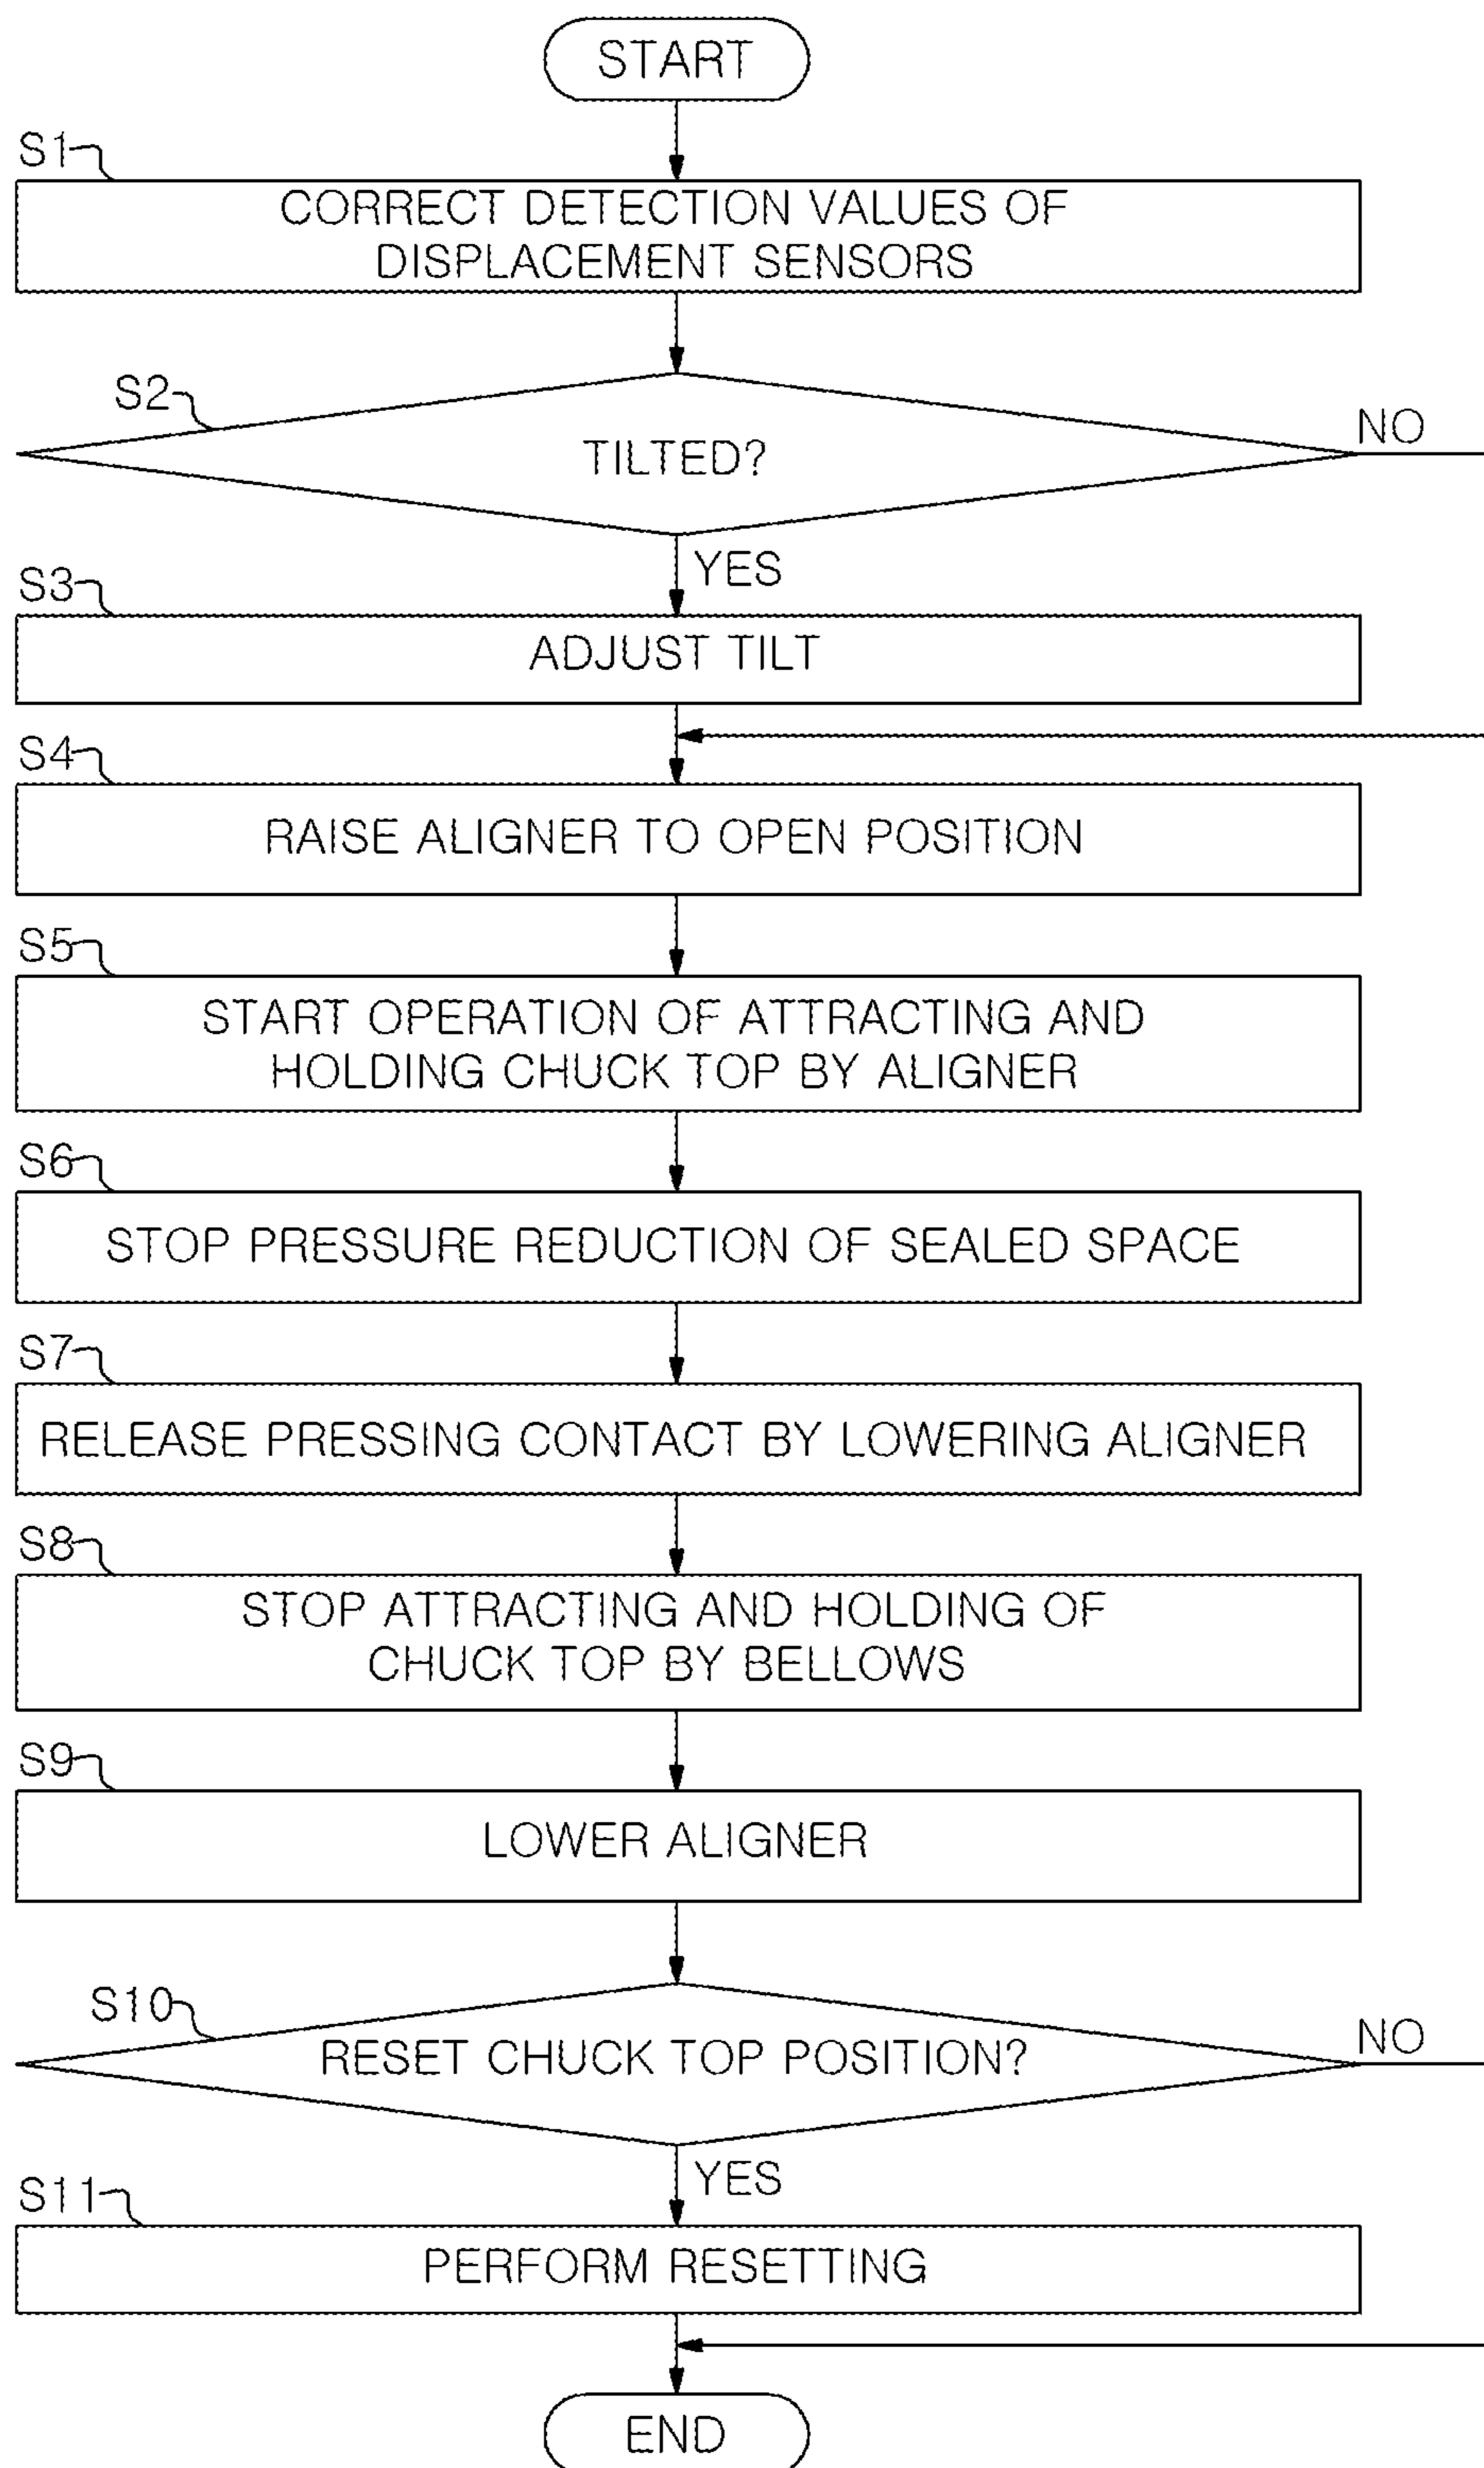 START
S1
CORRECT DETECTION VALUES OF
DISPLACEMENT SENSORS
S2
TILTED?
NO
YES
S3
ADJUST TILT
S4
RAISE ALIGNER TO OPEN POSITION
S5
START OPERATION OF ATTRACTING AND
HOLDING CHUCK TOP BY ALIGNER
S6
STOP PRESSURE REDUCTION OF SEALED SPACE
S7
RELEASE PRESSING CONTACT BY LOWERING ALIGNER
S8
STOP ATTRACTING AND HOLDING OF
CHUCK TOP BY BELLOWS
S9
LOWER ALIGNER
S10
RESET CHUCK TOP POSITION?
NO
YES
S11
PERFORM RESETTING
END